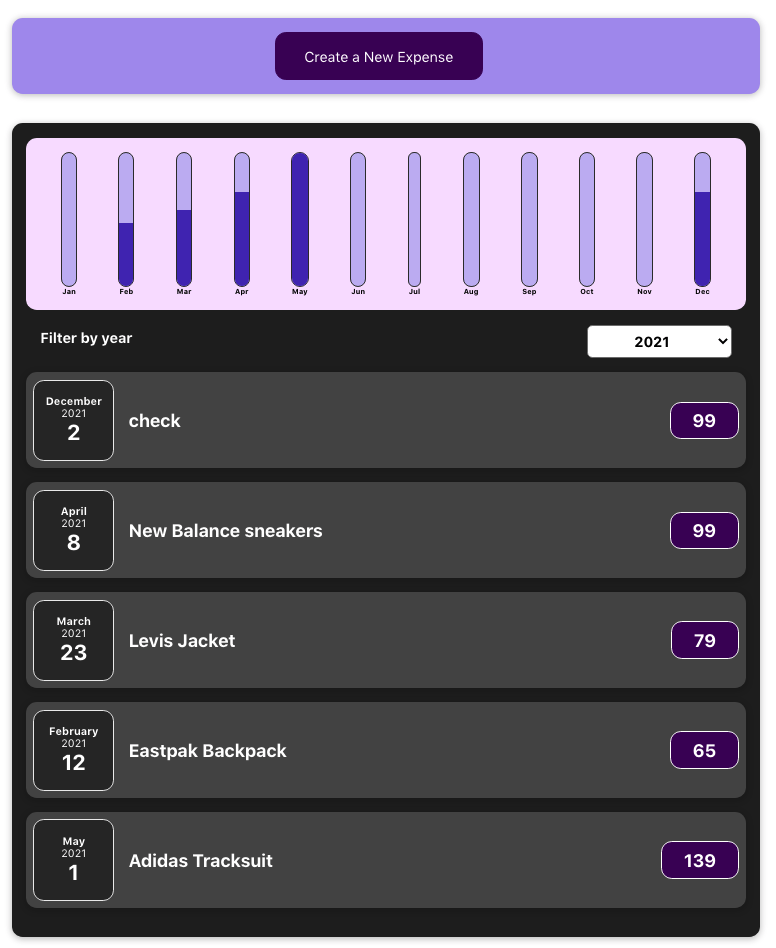 Create a New Expense
Jan Feb Mar Apr May Jun Jul Aug Sep Oct Nov Dec
Filter by year
2021
December
2021
2
check
99
April
2021
8
New Balance sneakers
99
March
2021
23
Levis Jacket
79
February
2021
12
Eastpak Backpack
65
May
2021
1
Adidas Tracksuit
139